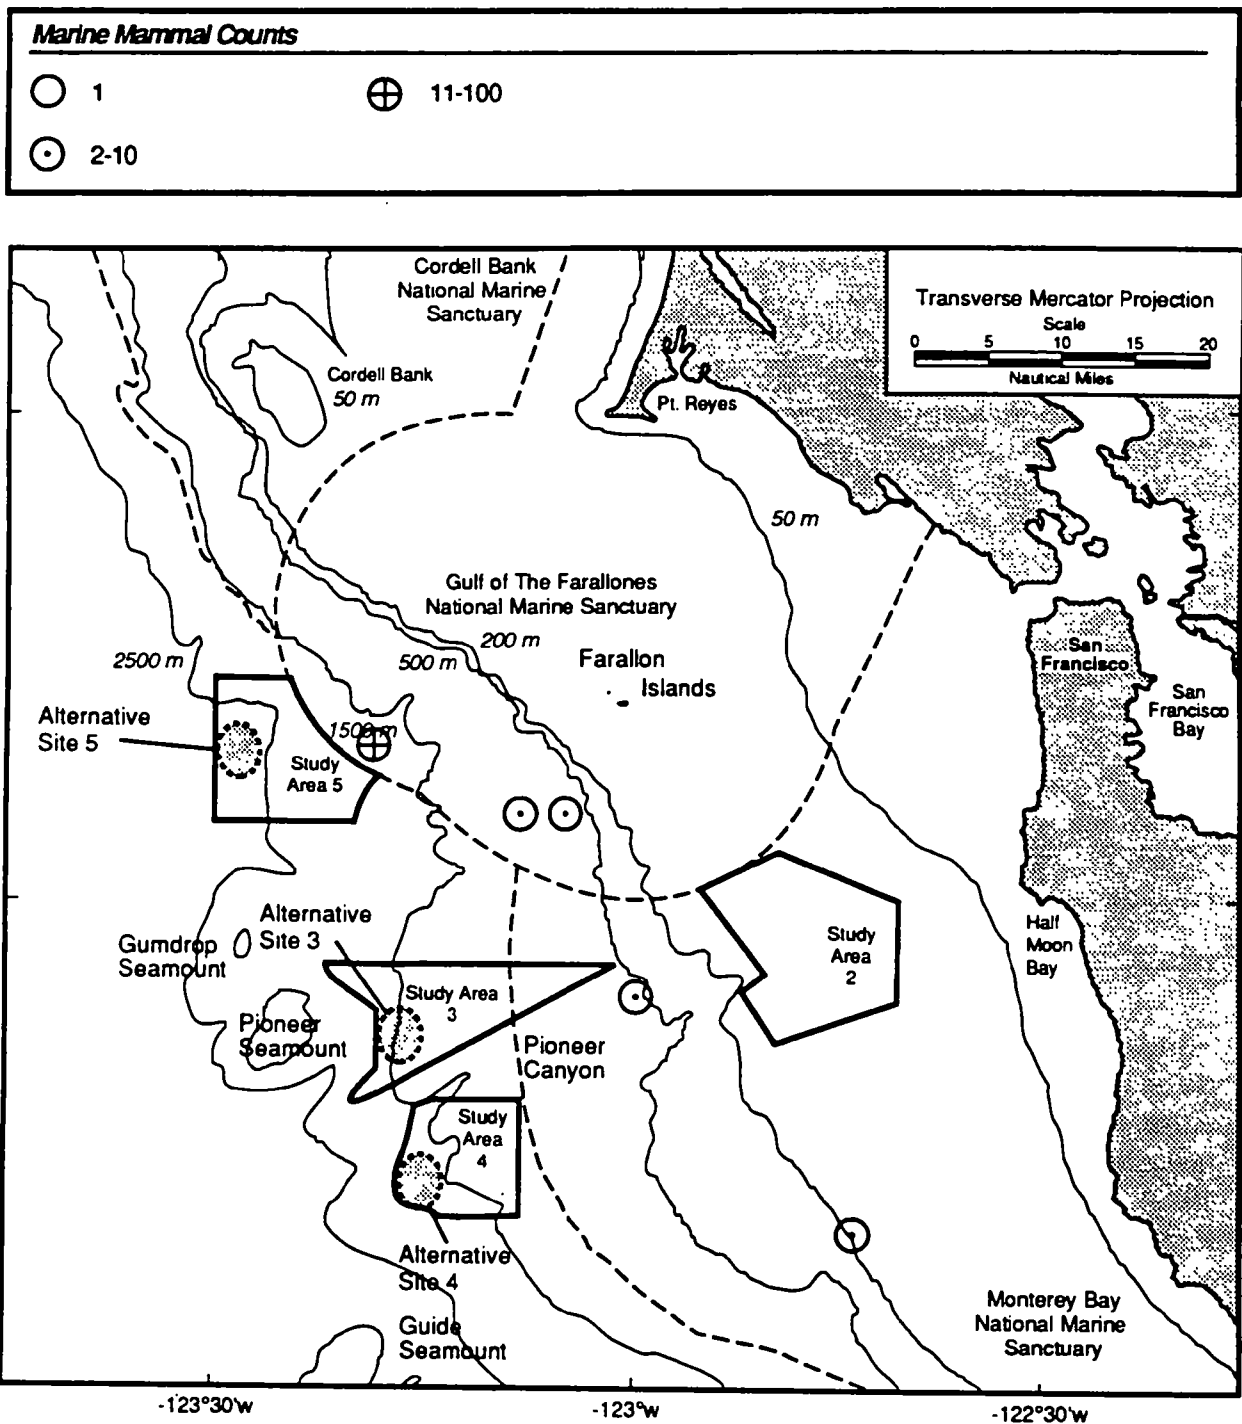 Marine Mammal Counts
1
11-100
2-10
Cordell Bank
National Marine
Sanctuary
Transverse Mercator Projection
Scale
0 5 10 15 20
Nautical Miles
Cordell Bank
50 m
Pt. Reyes
50 m
Gulf of The Farallones
National Marine Sanctuary
200 m
500 m
2500 m
Farallon
Islands
San
Francisco
San
Francisco
Bay
Alternative
Site 5
1500 m
Study
Area 5
Alternative
Site 3
Gumdrop
Seamount
Study
Area
2
Half
Moon
Bay
Study Area
3
Pioneer
Seamount
Pioneer
Canyon
Study
Area
4
Alternative
Site 4
Guide
Seamount
Monterey Bay
National Marine
Sanctuary
-123°30'W
-123°W
-122°30'W